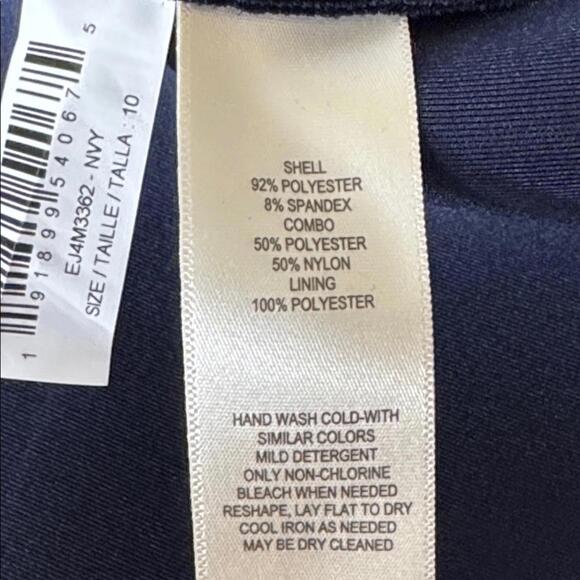 1 91899 54067 5
EJ4M3362 - NVY
SIZE / TAILLE / TALLA : 10
SHELL
92% POLYESTER
8% SPANDEX
COMBO
50% POLYESTER
50% NYLON
LINING
100% POLYESTER
HAND WASH COLD-WITH
SIMILAR COLORS
MILD DETERGENT
ONLY NON-CHLORINE
BLEACH WHEN NEEDED
RESHAPE, LAY FLAT TO DRY
COOL IRON AS NEEDED
MAY BE DRY CLEANED